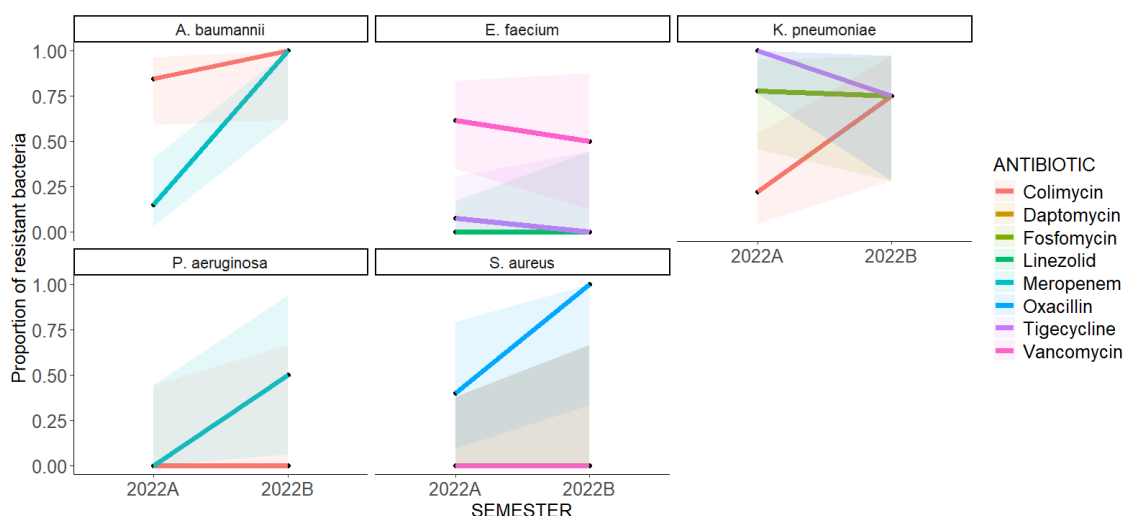 A. baumannii
E. faecium
K. pneumoniae
1.00
0.75
0.50
0.25
0.00
2022A
2022B
P. aeruginosa
S. aureus
1.00
0.75
0.50
0.25
0.00
2022A
2022B
2022A
2022B
SEMESTER
Proportion of resistant bacteria
ANTIBIOTIC
Colimycin
Daptomycin
Fosfomycin
Linezolid
Meropenem
Oxacillin
Tigecycline
Vancomycin